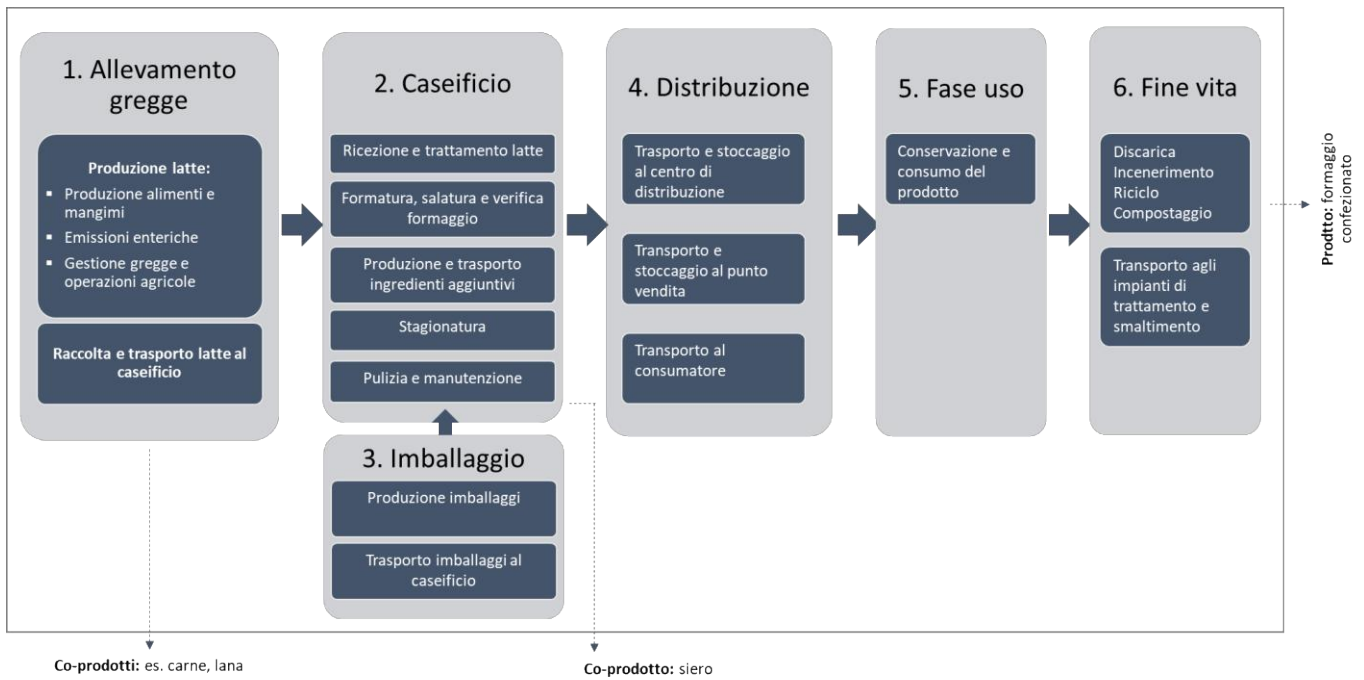 1. Allevamento
gregge
Produzione latte:
▪ Produzione alimenti e
mangimi
▪ Emissioni enteriche
▪ Gestione gregge e
operazioni agricole
Raccolta e trasporto latte al
caseificio
2. Caseificio
Ricezione e trattamento latte
Formatura, salatura e verifica
formaggio
Produzione e trasporto
ingredienti aggiuntivi
Stagionatura
Pulizia e manutenzione
3. Imballaggio
Produzione imballaggi
Trasporto imballaggi al
caseificio
4. Distribuzione
Trasporto e stoccaggio
al centro di
distribuzione
Transporto e
stoccaggio al punto
vendita
Transporto al
consumatore
5. Fase uso
Conservazione e
consumo del
prodotto
6. Fine vita
Discarica
Incenerimento
Riciclo
Compostaggio
Transporto agli
impianti di
trattamento e
smaltimento
Prodtto: formaggio
confezionato
Co-prodotti: es. carne, lana
Co-prodotto: siero